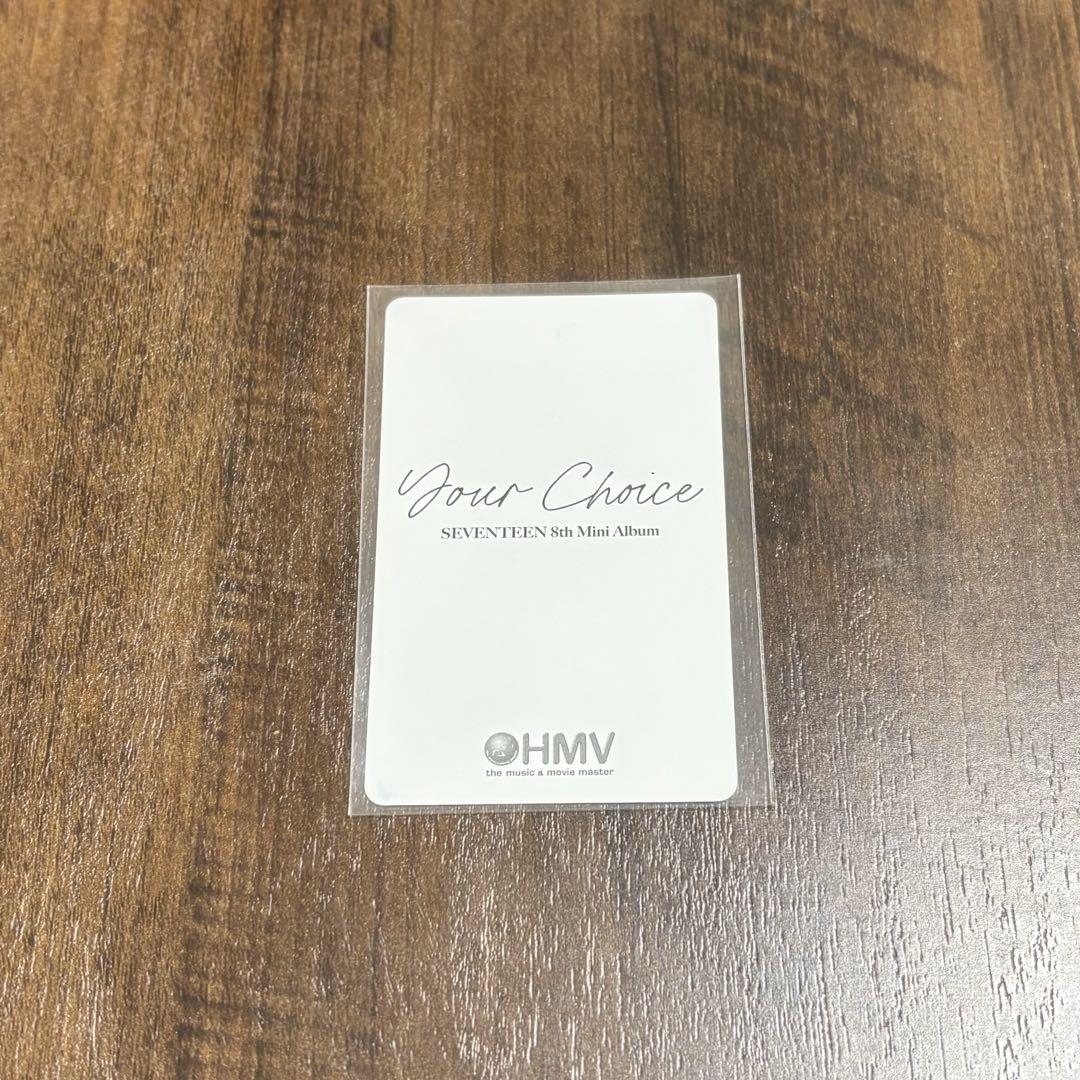 Your Choice
SEVENTEEN 8th Mini Album
HMV
the music & movie master